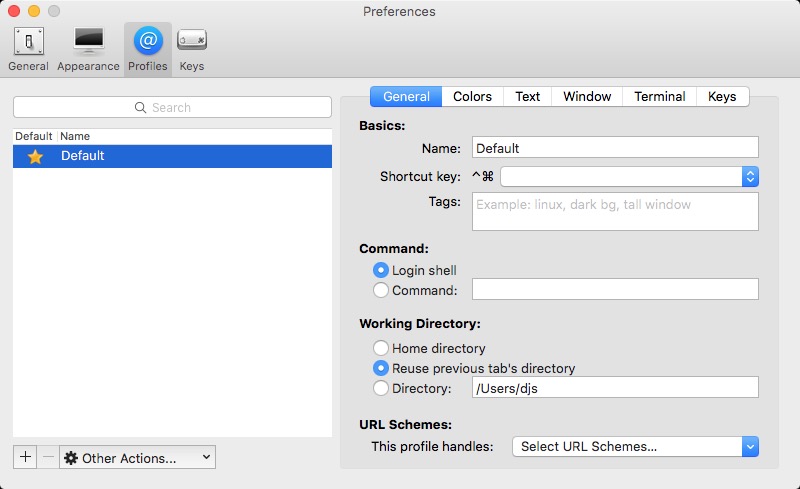 Preferences
General Appearance Profiles Keys
Search
Default Name
Default
+ − Other Actions...
General Colors Text Window Terminal Keys
Basics:
Name: Default
Shortcut key: ^⌘
Tags: Example: linux, dark bg, tall window
Command:
Login shell
Command:
Working Directory:
Home directory
Reuse previous tab's directory
Directory: /Users/djs
URL Schemes:
This profile handles: Select URL Schemes...